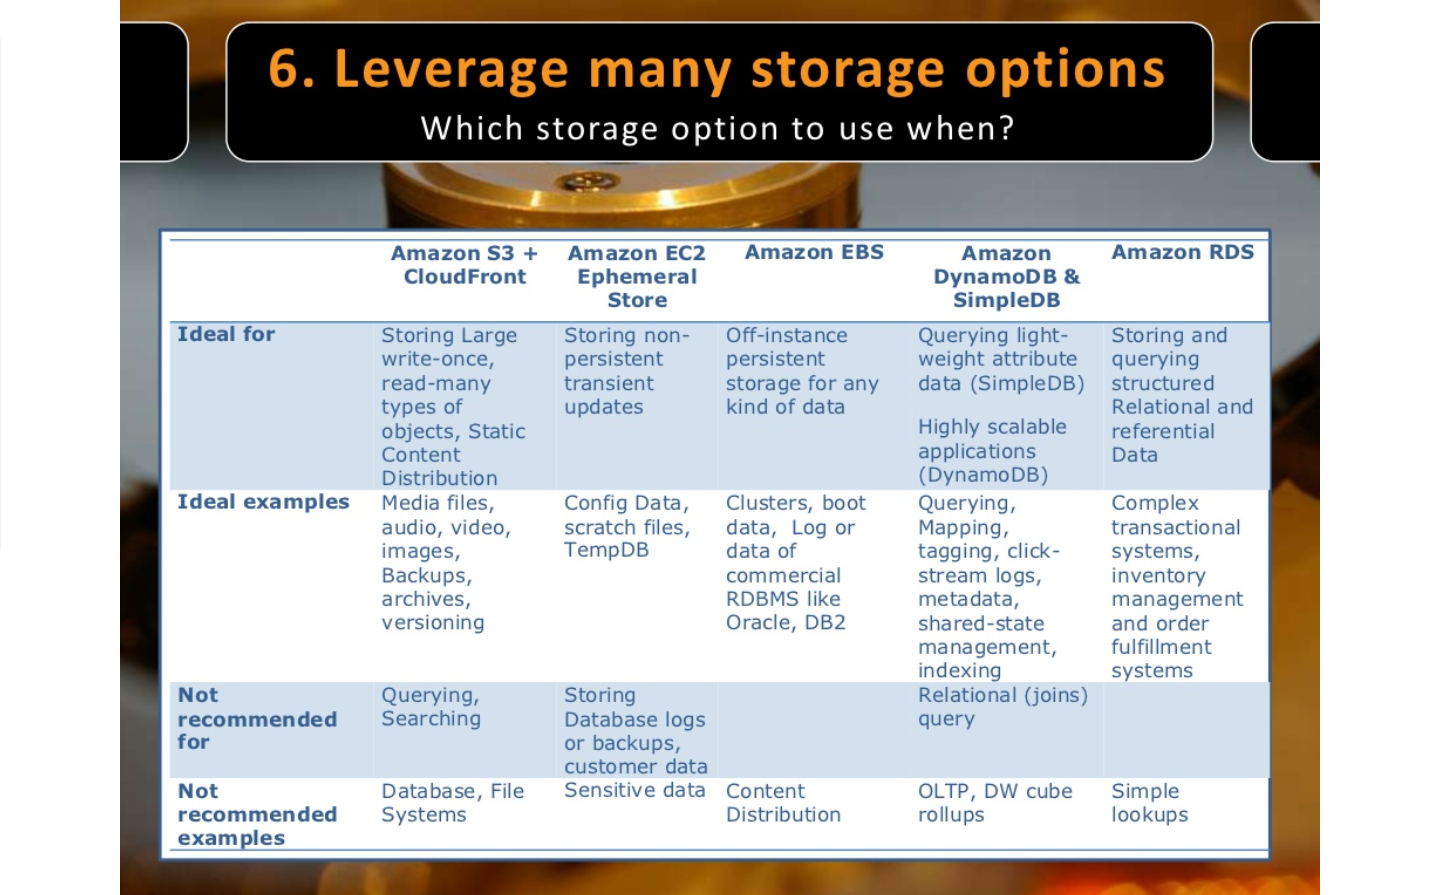 6. Leverage many storage options
Which storage option to use when?
Amazon S3 +
CloudFront
Amazon EC2
Ephemeral
Store
Amazon EBS
Amazon
DynamoDB &
SimpleDB
Amazon RDS
Ideal for
Storing Large
write-once,
read-many
types of
objects, Static
Content
Distribution
Storing non-
persistent
transient
updates
Off-instance
persistent
storage for any
kind of data
Querying light-
weight attribute
data (SimpleDB)
Highly scalable
applications
(DynamoDB)
Storing and
querying
structured
Relational and
referential
Data
Ideal examples
Media files,
audio, video,
images,
Backups,
archives,
versioning
Config Data,
scratch files,
TempDB
Clusters, boot
data, Log or
data of
commercial
RDBMS like
Oracle, DB2
Querying,
Mapping,
tagging, click-
stream logs,
metadata,
shared-state
management,
indexing
Complex
transactional
systems,
inventory
management
and order
fulfillment
systems
Not
recommended
for
Querying,
Searching
Storing
Database logs
or backups,
customer data
Relational (joins)
query
Not
recommended
examples
Database, File
Systems
Sensitive data
Content
Distribution
OLTP, DW cube
rollups
Simple
lookups